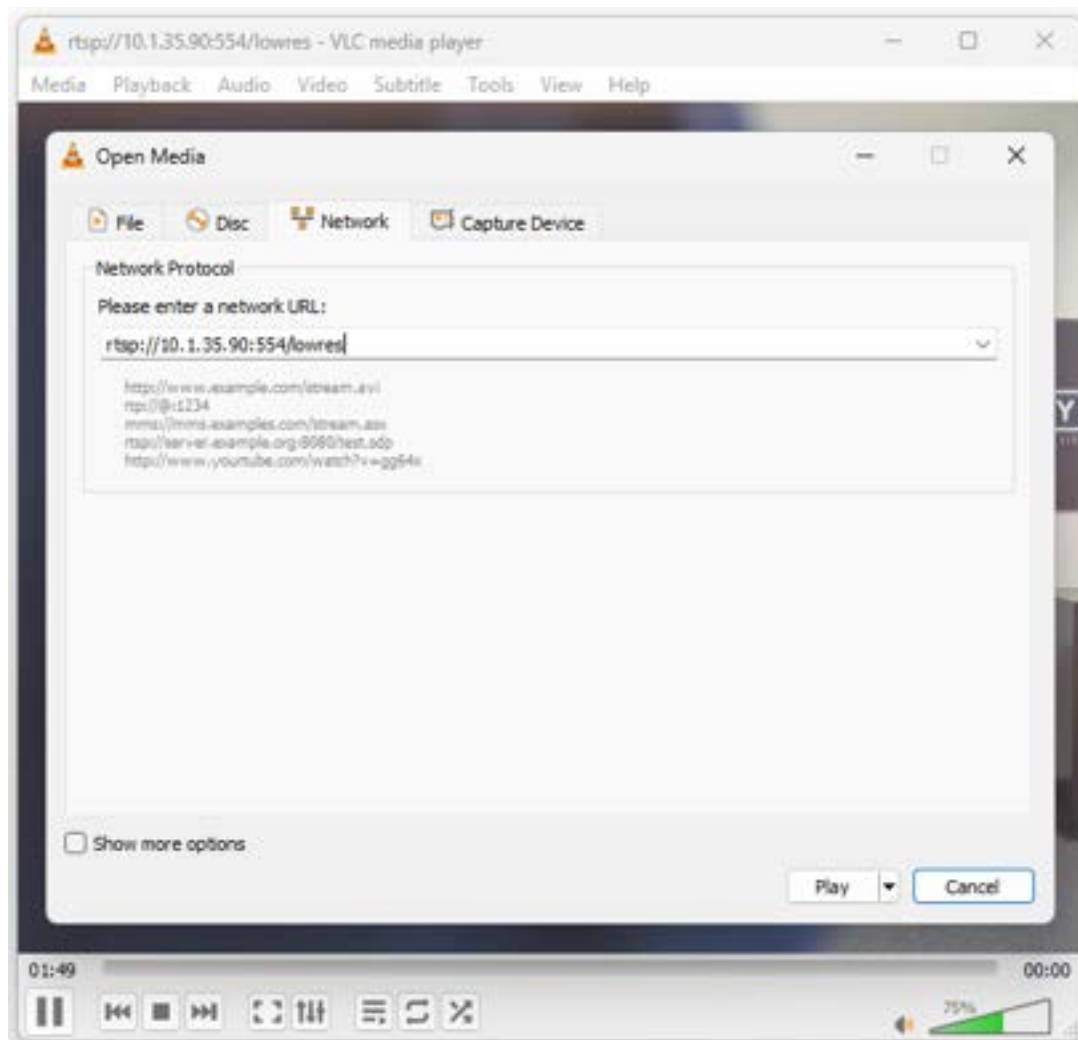 rtsp://10.1.35.90:554/lowres - VLC media player
Media Playback Audio Video Subtitle Tools View Help
Open Media
File Disc Network Capture Device
Network Protocol
Please enter a network URL:
rtsp://10.1.35.90:554/lowres
http://www.example.com/stream.avi
rtp://@:1234
mms://mms.examples.com/stream.asx
rtsp://server.example.org:8080/test.sdp
http://www.yourtube.com/watch?v=gg64x
Y
Show more options
Play Cancel
01:49 00:00
75%